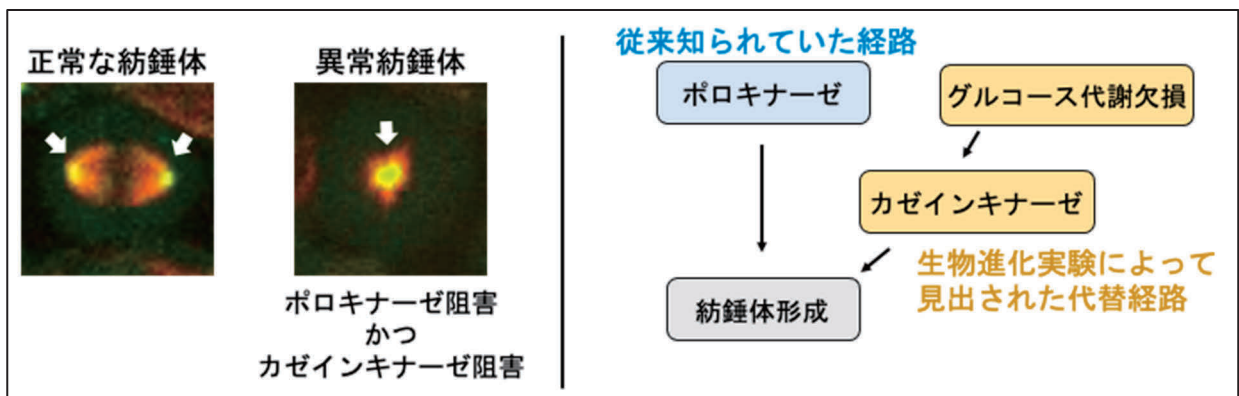 正常な紡錘体
異常紡錘体
ポロキナーゼ阻害
かつ
カゼインキナーゼ阻害
従来知られていた経路
ポロキナーゼ
グルコース代謝欠損
カゼインキナーゼ
生物進化実験によって
見出された代替経路
紡錘体形成